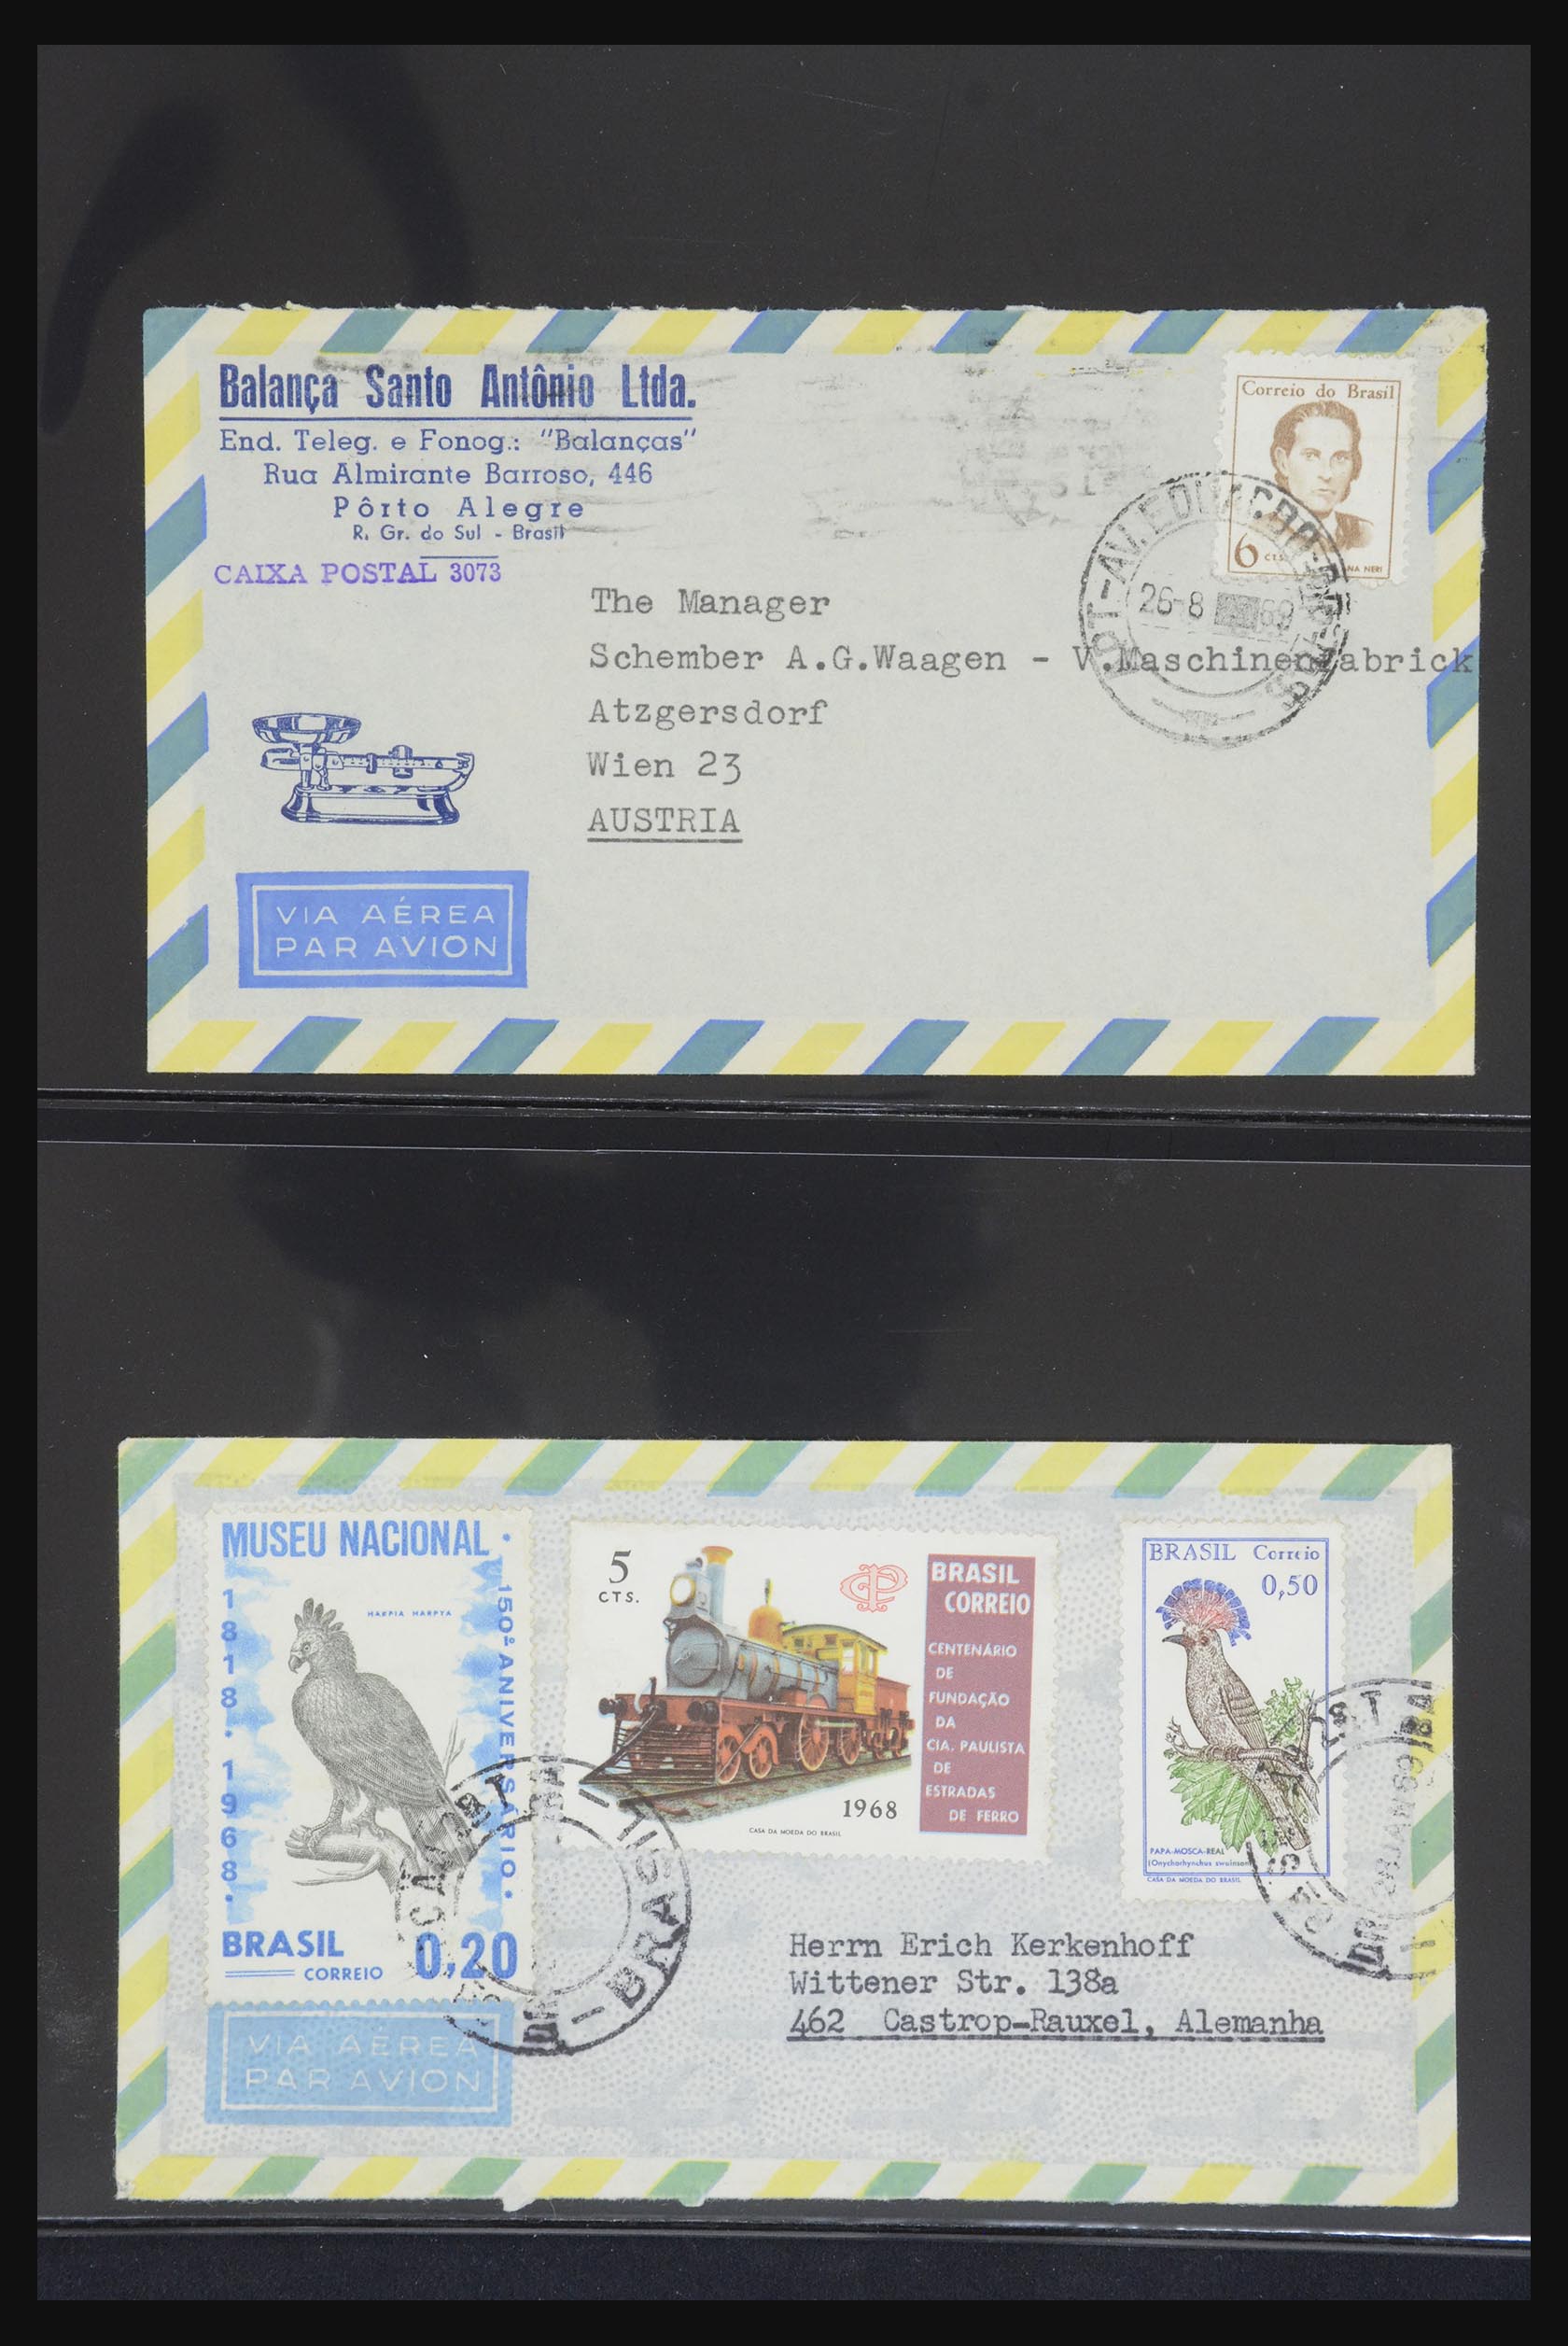 Balança Santo Antônio Ltda.
End. Teleg. e Fonog.: "Balanças"
Rua Almirante Barroso, 446
Pôrto Alegre
R. Gr. do Sul - Brasil
CAIXA POSTAL 3073
Correio do Brasil
6 CTS
NA NERI
26-8 69
The Manager
Schember A.G.Waagen - V.Maschinenfabrick
Atzgersdorf
Wien 23
AUSTRIA
VIA AÉREA
PAR AVION
MUSEU NACIONAL
1818.1968.
150º ANIVERSÁRIO.
HARPIA HARPYA
BRASIL
CORREIO
0,20
5
CTS.
BRASIL
CORREIO
CENTENÁRIO
DE
FUNDAÇÃO
DA
CIA. PAULISTA
DE
ESTRADAS
DE FERRO
1968
CASA DA MOEDA DO BRASIL
BRASIL Correio
0,50
PAPA-MOSCA-REAL
(Onychorhynchus swainson
CASA DA MOEDA DO BRASIL
BRASIL
Herrn Erich Kerkenhoff
Wittener Str. 138a
462 Castrop-Rauxel, Alemanha
VIA AÉREA
PAR AVION